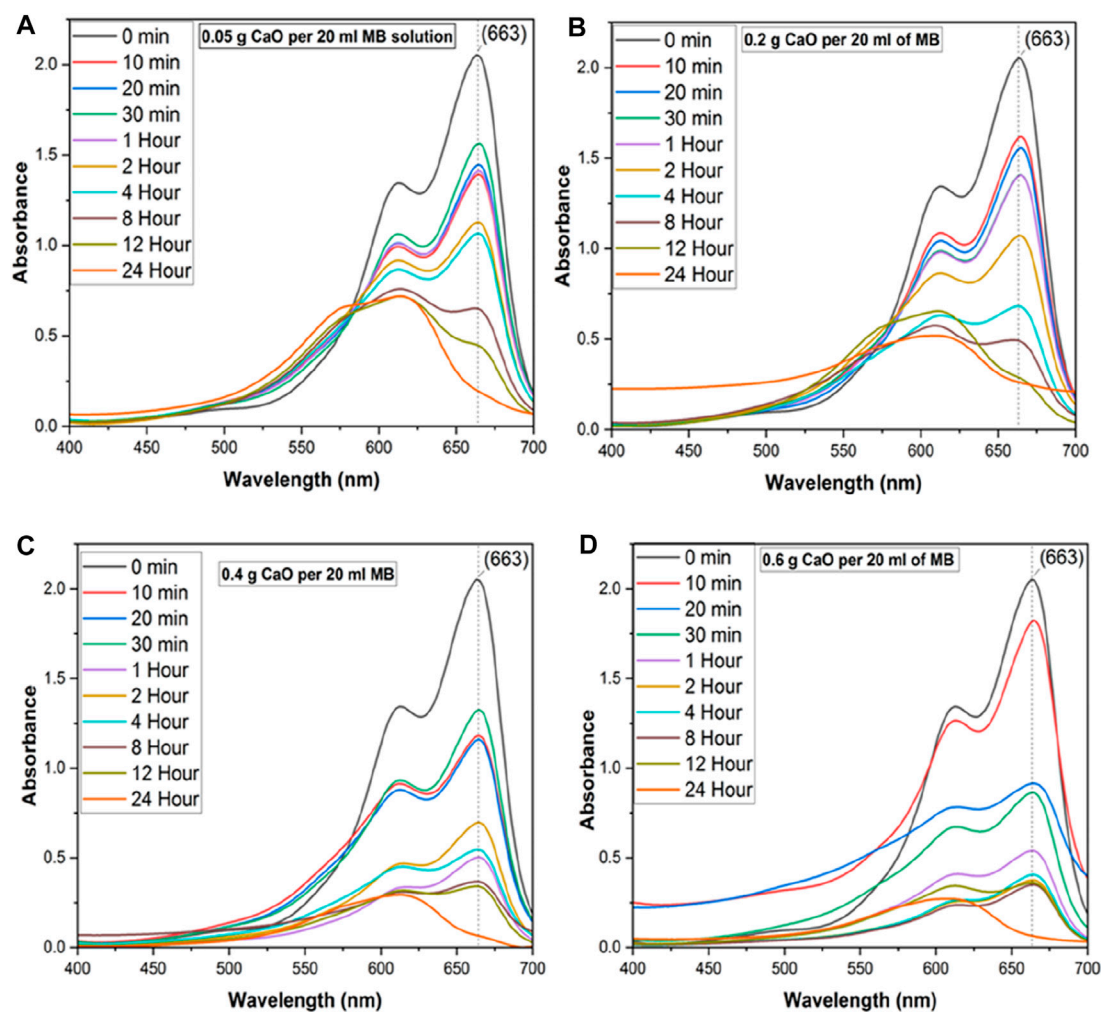 A
0.05 g CaO per 20 ml MB solution
(663)
0 min
10 min
20 min
30 min
1 Hour
2 Hour
4 Hour
8 Hour
12 Hour
24 Hour
Absorbance
2.0
1.5
1.0
0.5
0.0
400 450 500 550 600 650 700
Wavelength (nm)
B
0.2 g CaO per 20 ml of MB
(663)
0 min
10 min
20 min
30 min
1 Hour
2 Hour
4 Hour
8 Hour
12 Hour
24 Hour
Absorbance
2.0
1.5
1.0
0.5
0.0
400 450 500 550 600 650 700
Wavelength (nm)
C
0.4 g CaO per 20 ml MB
(663)
0 min
10 min
20 min
30 min
1 Hour
2 Hour
4 Hour
8 Hour
12 Hour
24 Hour
Absorbance
2.0
1.5
1.0
0.5
0.0
400 450 500 550 600 650 700
Wavelength (nm)
D
0.6 g CaO per 20 ml of MB
(663)
0 min
10 min
20 min
30 min
1 Hour
2 Hour
4 Hour
8 Hour
12 Hour
24 Hour
Absorbance
2.0
1.5
1.0
0.5
0.0
400 450 500 550 600 650 700
Wavelength (nm)